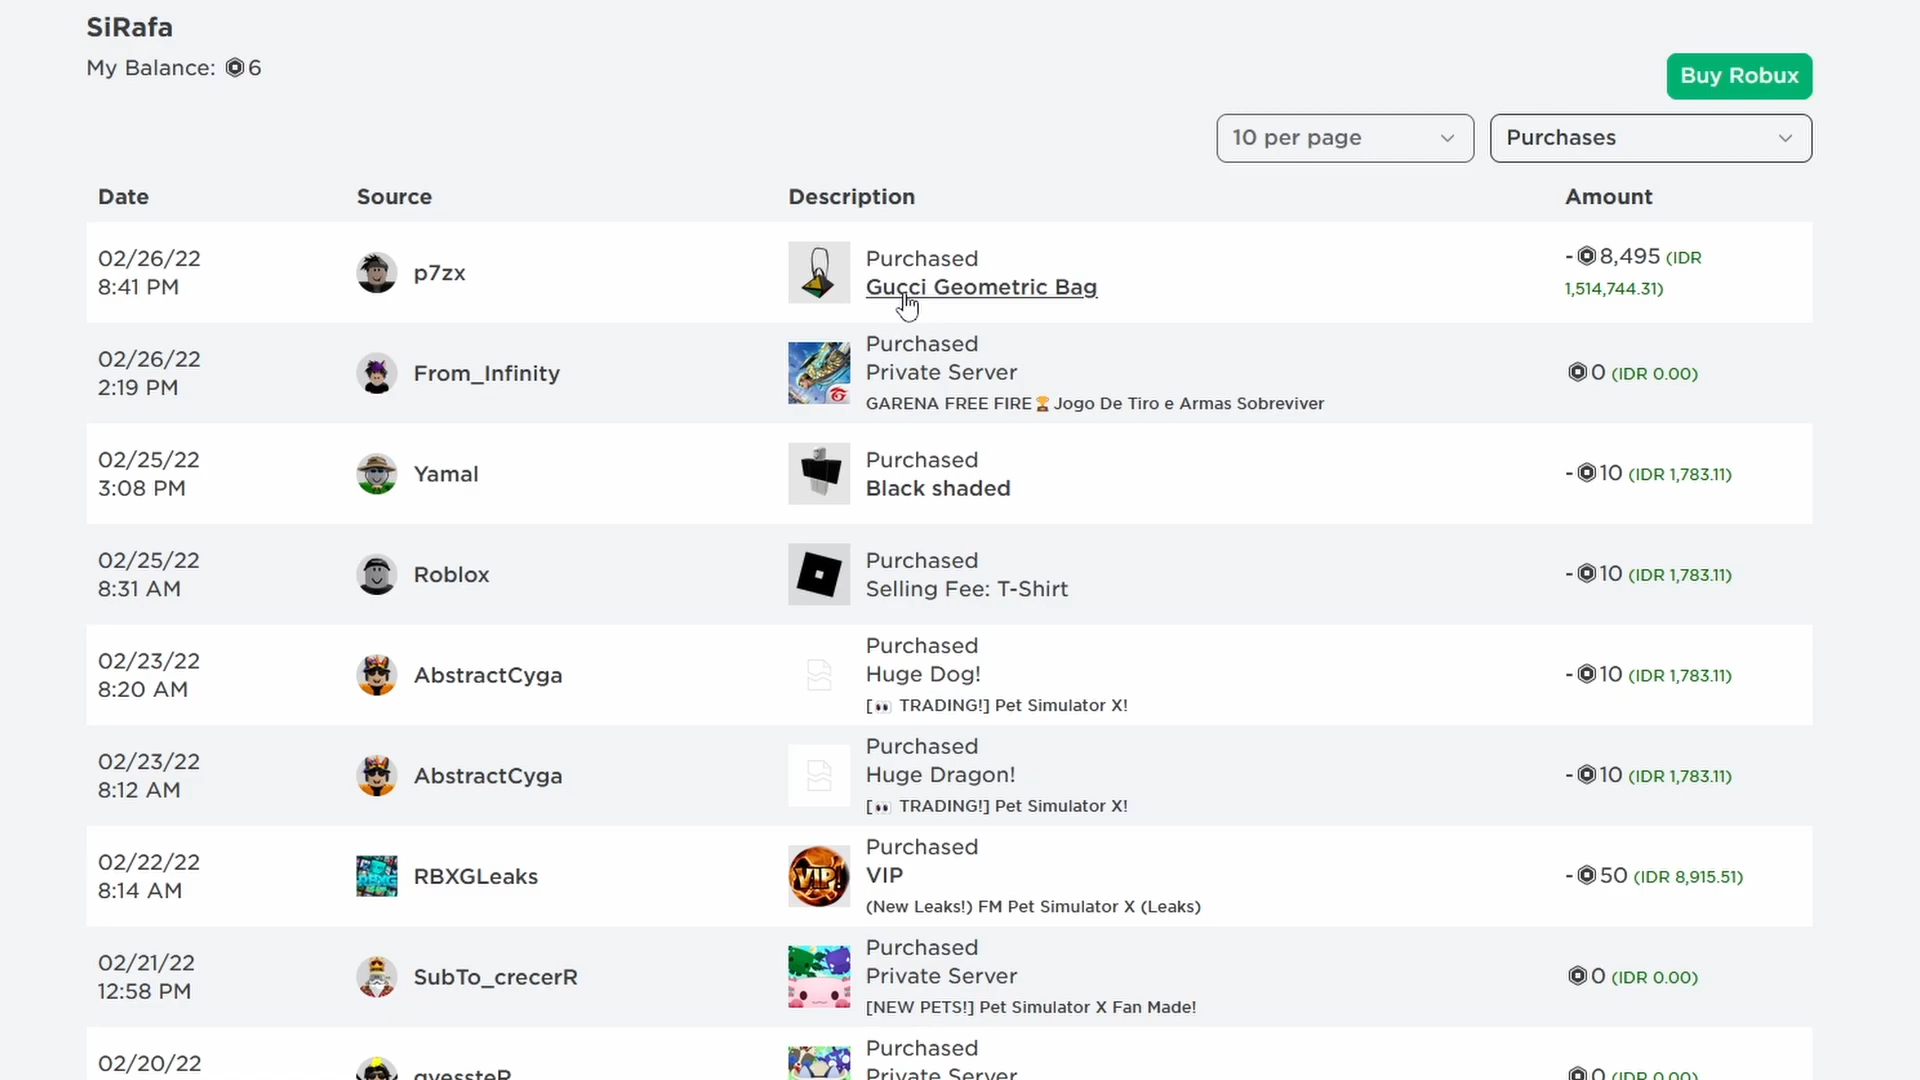 SiRafa
My Balance: 6
Buy Robux
10 per page
Purchases
Date Source Description Amount
02/26/22
8:41 PM
p7zx
Purchased
Gucci Geometric Bag
-8,495 (IDR
1,514,744.31)
02/26/22
2:19 PM
From_Infinity
Purchased
Private Server
GARENA FREE FIRE🏆Jogo De Tiro e Armas Sobreviver
0 (IDR 0.00)
02/25/22
3:08 PM
Yamal
Purchased
Black shaded
-10 (IDR 1,783.11)
02/25/22
8:31 AM
Roblox
Purchased
Selling Fee: T-Shirt
-10 (IDR 1,783.11)
02/23/22
8:20 AM
AbstractCyga
Purchased
Huge Dog!
[👀 TRADING!] Pet Simulator X!
-10 (IDR 1,783.11)
02/23/22
8:12 AM
AbstractCyga
Purchased
Huge Dragon!
[👀 TRADING!] Pet Simulator X!
-10 (IDR 1,783.11)
02/22/22
8:14 AM
RBXGLeaks
VIP!
Purchased
VIP
(New Leaks!) FM Pet Simulator X (Leaks)
-50 (IDR 8,915.51)
02/21/22
12:58 PM
SubTo_crecerR
Purchased
Private Server
[NEW PETS!] Pet Simulator X Fan Made!
0 (IDR 0.00)
02/20/22
Purchased
Private Server
0 (IDR 0.00)